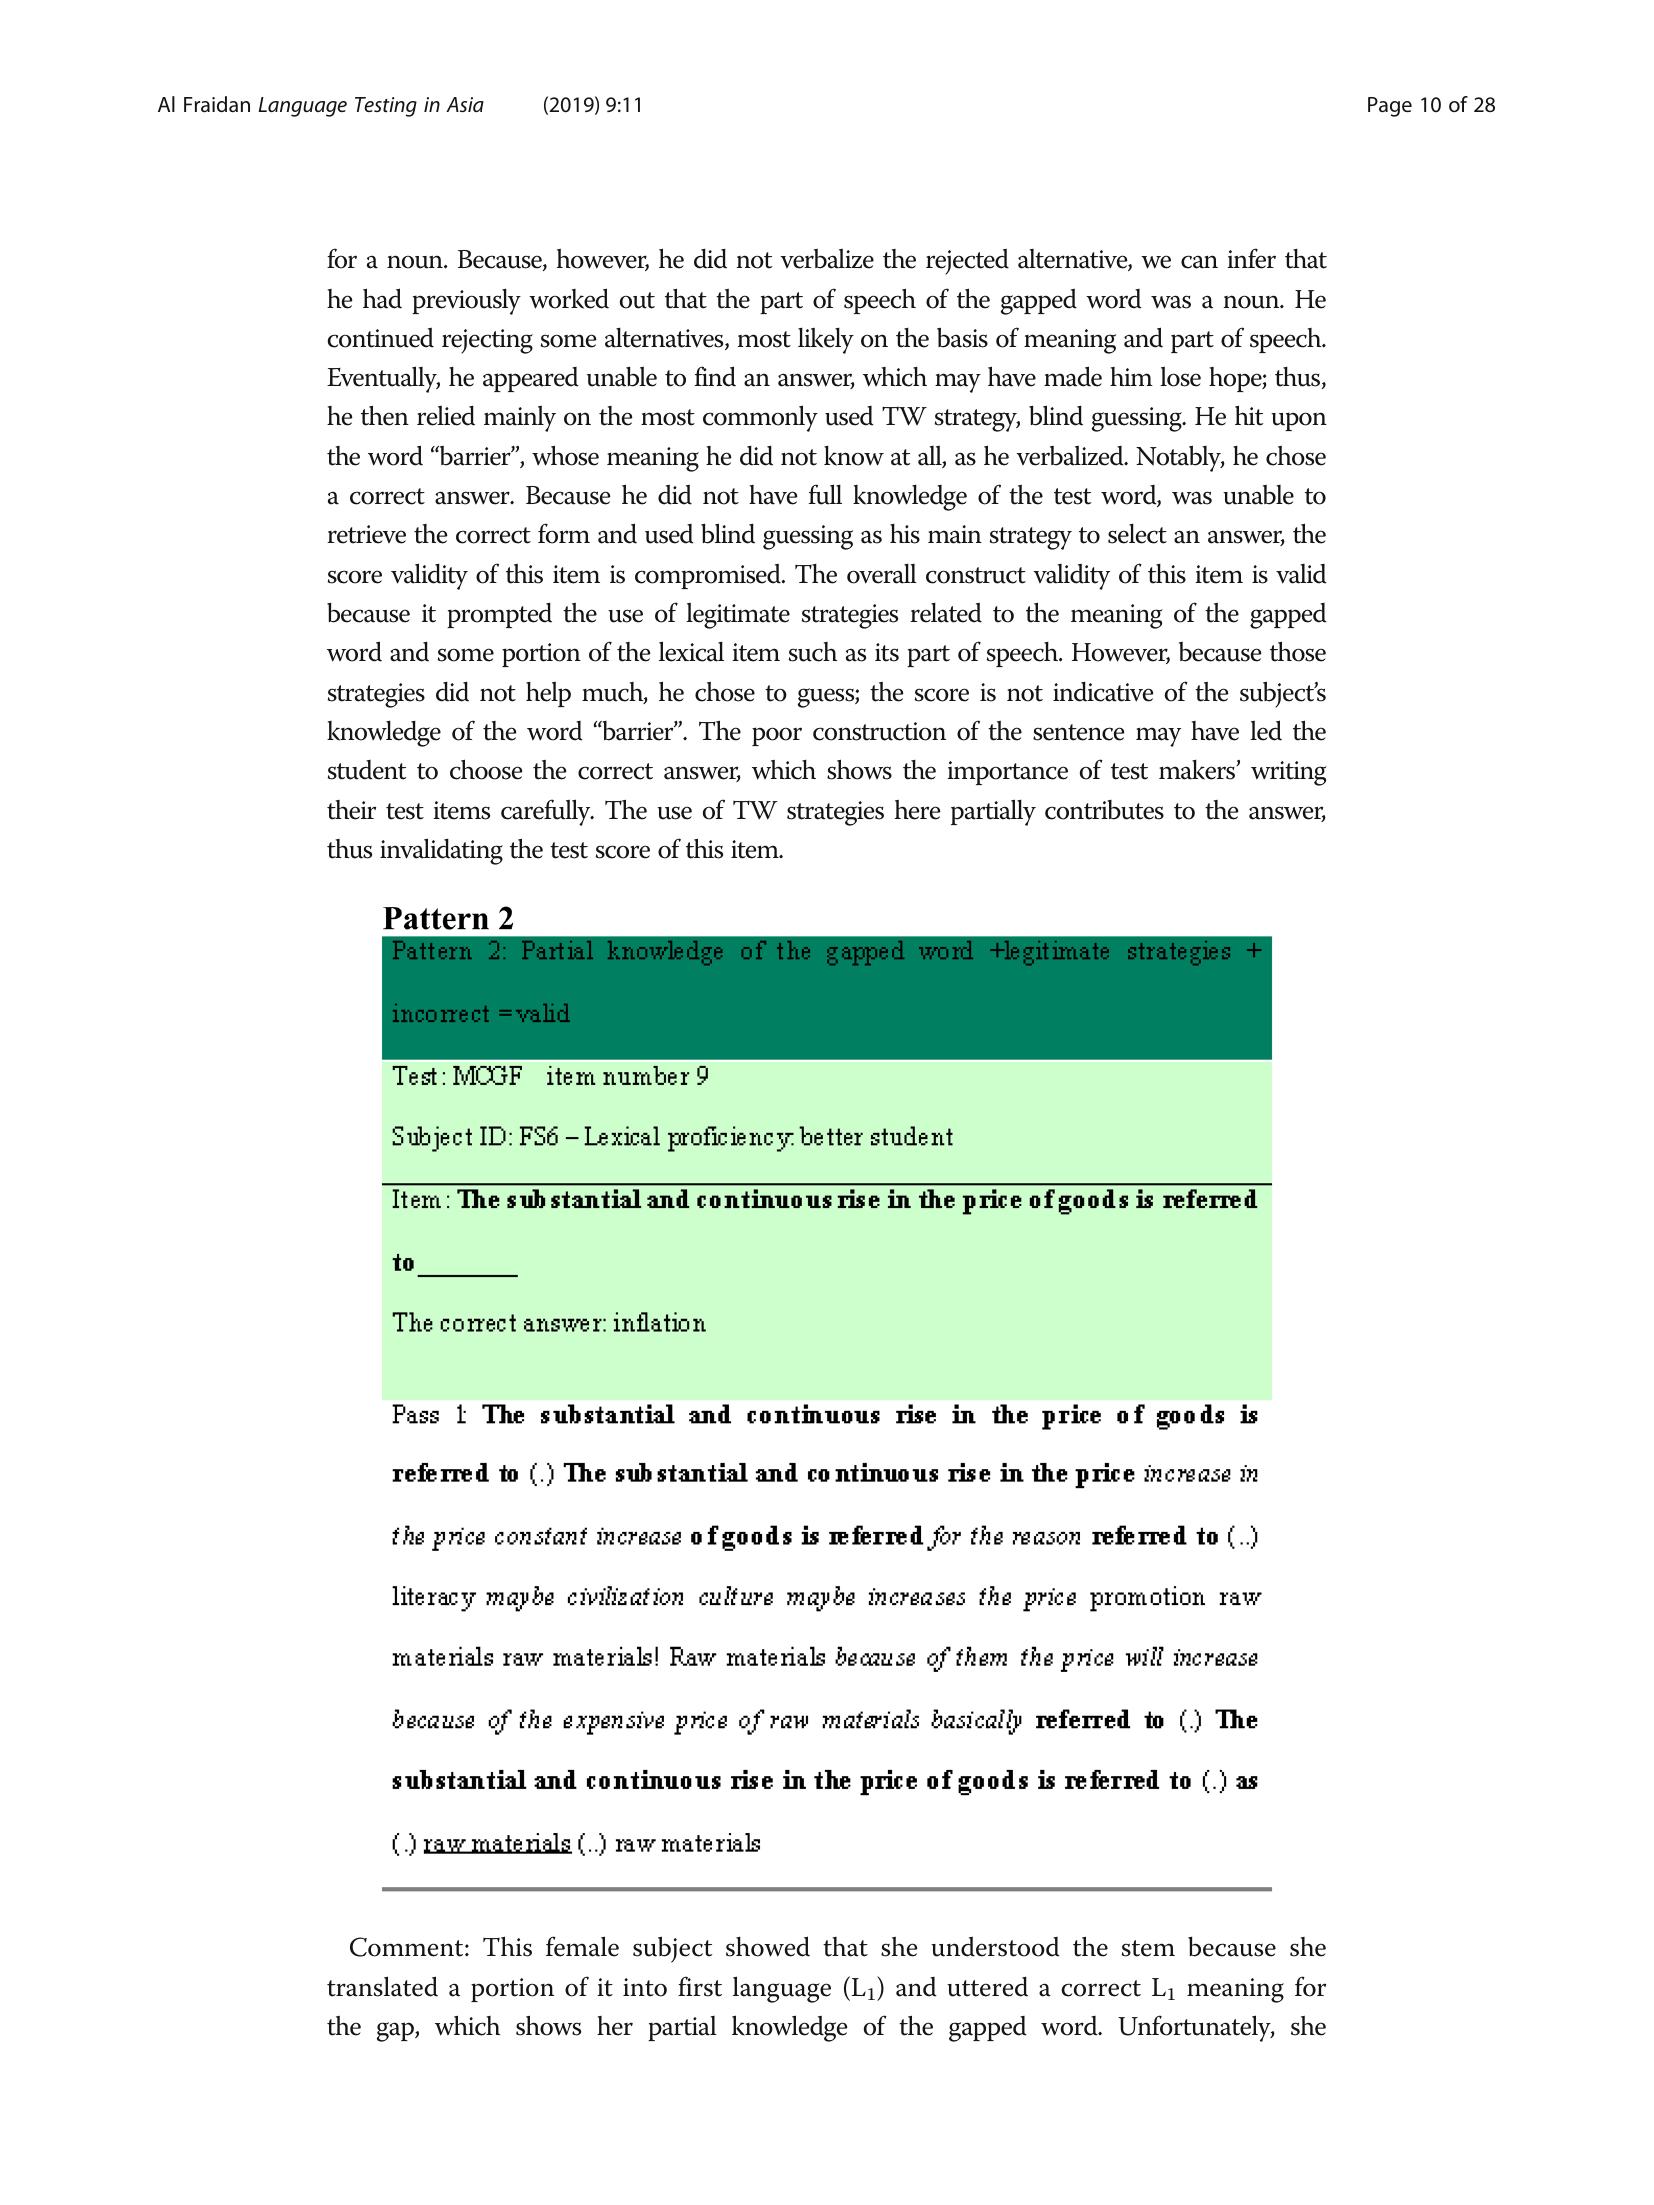 Al Fraidan Language Testing in Asia (2019) 9:11 Page 10 of 28
for a noun. Because, however, he did not verbalize the rejected alternative, we can infer that
he had previously worked out that the part of speech of the gapped word was a noun. He
continued rejecting some alternatives, most likely on the basis of meaning and part of speech.
Eventually, he appeared unable to find an answer, which may have made him lose hope; thus,
he then relied mainly on the most commonly used TW strategy, blind guessing. He hit upon
the word “barrier”, whose meaning he did not know at all, as he verbalized. Notably, he chose
a correct answer. Because he did not have full knowledge of the test word, was unable to
retrieve the correct form and used blind guessing as his main strategy to select an answer, the
score validity of this item is compromised. The overall construct validity of this item is valid
because it prompted the use of legitimate strategies related to the meaning of the gapped
word and some portion of the lexical item such as its part of speech. However, because those
strategies did not help much, he chose to guess; the score is not indicative of the subject’s
knowledge of the word “barrier”. The poor construction of the sentence may have led the
student to choose the correct answer, which shows the importance of test makers’ writing
their test items carefully. The use of TW strategies here partially contributes to the answer,
thus invalidating the test score of this item.
Pattern 2
Pattern 2: Partial knowledge of the gapped word +legitimate strategies +
incorrect =valid
Test: MCGF item number 9
Subject ID: FS6 – Lexical proficiency: better student
Item: The substantial and continuous rise in the price of goods is referred
to________
The correct answer: inflation
Pass 1: The substantial and continuous rise in the price of goods is
referred to (.) The substantial and continuous rise in the price increase in
the price constant increase of goods is referred for the reason referred to (..)
literacy maybe civilization culture maybe increases the price promotion raw
materials raw materials! Raw materials because of them the price will increase
because of the expensive price of raw materials basically referred to (.) The
substantial and continuous rise in the price of goods is referred to (.) as
(.) raw materials (..) raw materials
Comment: This female subject showed that she understood the stem because she
translated a portion of it into first language (L1) and uttered a correct L1 meaning for
the gap, which shows her partial knowledge of the gapped word. Unfortunately, she